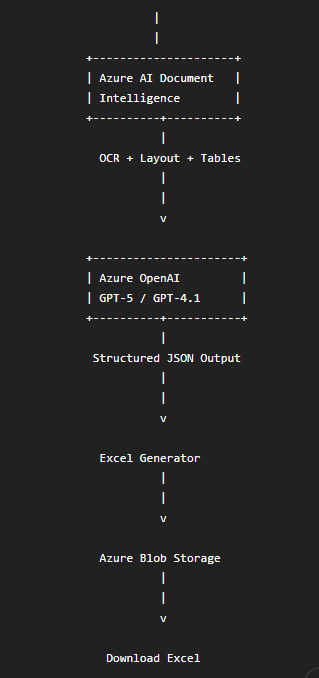 |
|
+---------------------+
| Azure AI Document   |
| Intelligence        |
+----------+----------+
|
OCR + Layout + Tables
|
|
v
+----------------------+
| Azure OpenAI         |
| GPT-5 / GPT-4.1      |
+----------+-----------+
|
Structured JSON Output
|
|
v
Excel Generator
|
|
v
Azure Blob Storage
|
|
v
Download Excel